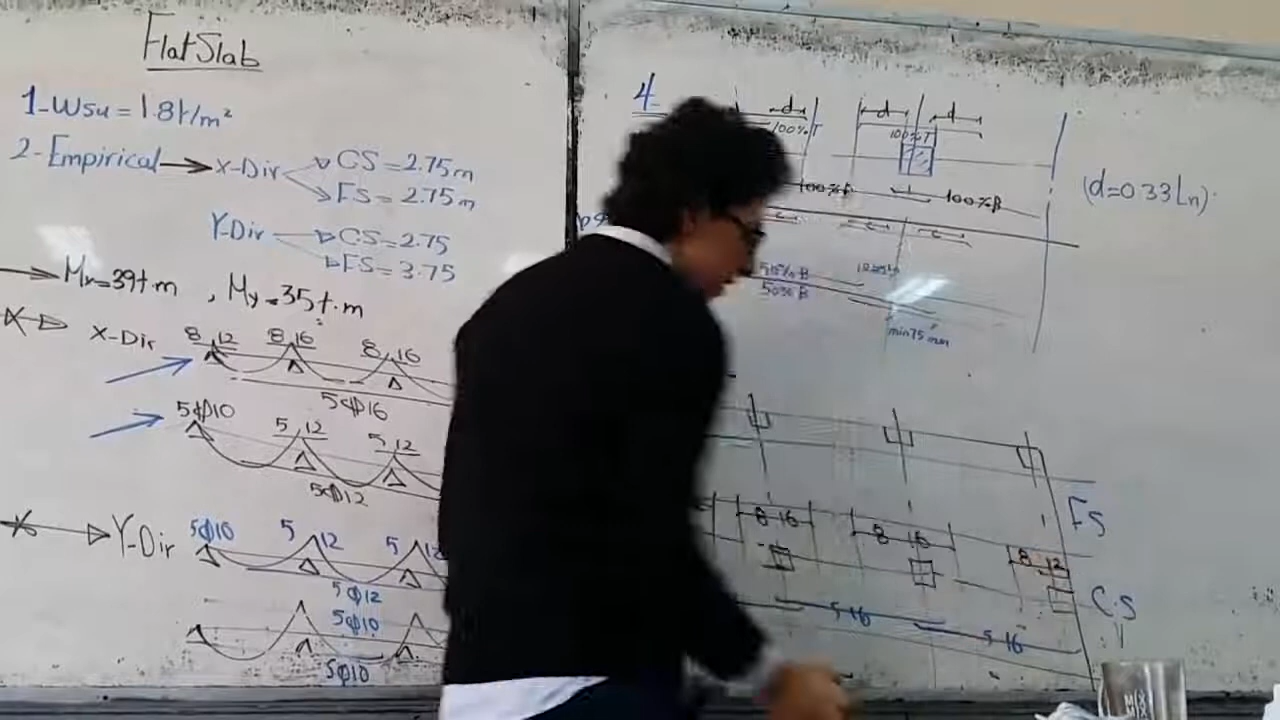 Flat Slab
1-Wsu = 1.8t/m²
2-Empirical → X-Dir
CS = 2.75 m
FS = 2.75 m
Y-Dir
CS = 2.75
FS = 3.75
Mx=39t.m , My=35t.m
X-Dir
8 12
8 16
8 16
5ϕ16
5ϕ10
5 12
5 12
5ϕ12
Y-Dir
5ϕ10
5 12
5 12
5ϕ12
5ϕ10
5ϕ10
4
d
100%T
d
d
100%T
(d=0.33Ln)
100%B
100%B
c
c
c
50% B
50% B
min 75 mm
FS
8 16
8 16
8 12
C.S
5 16
5 16